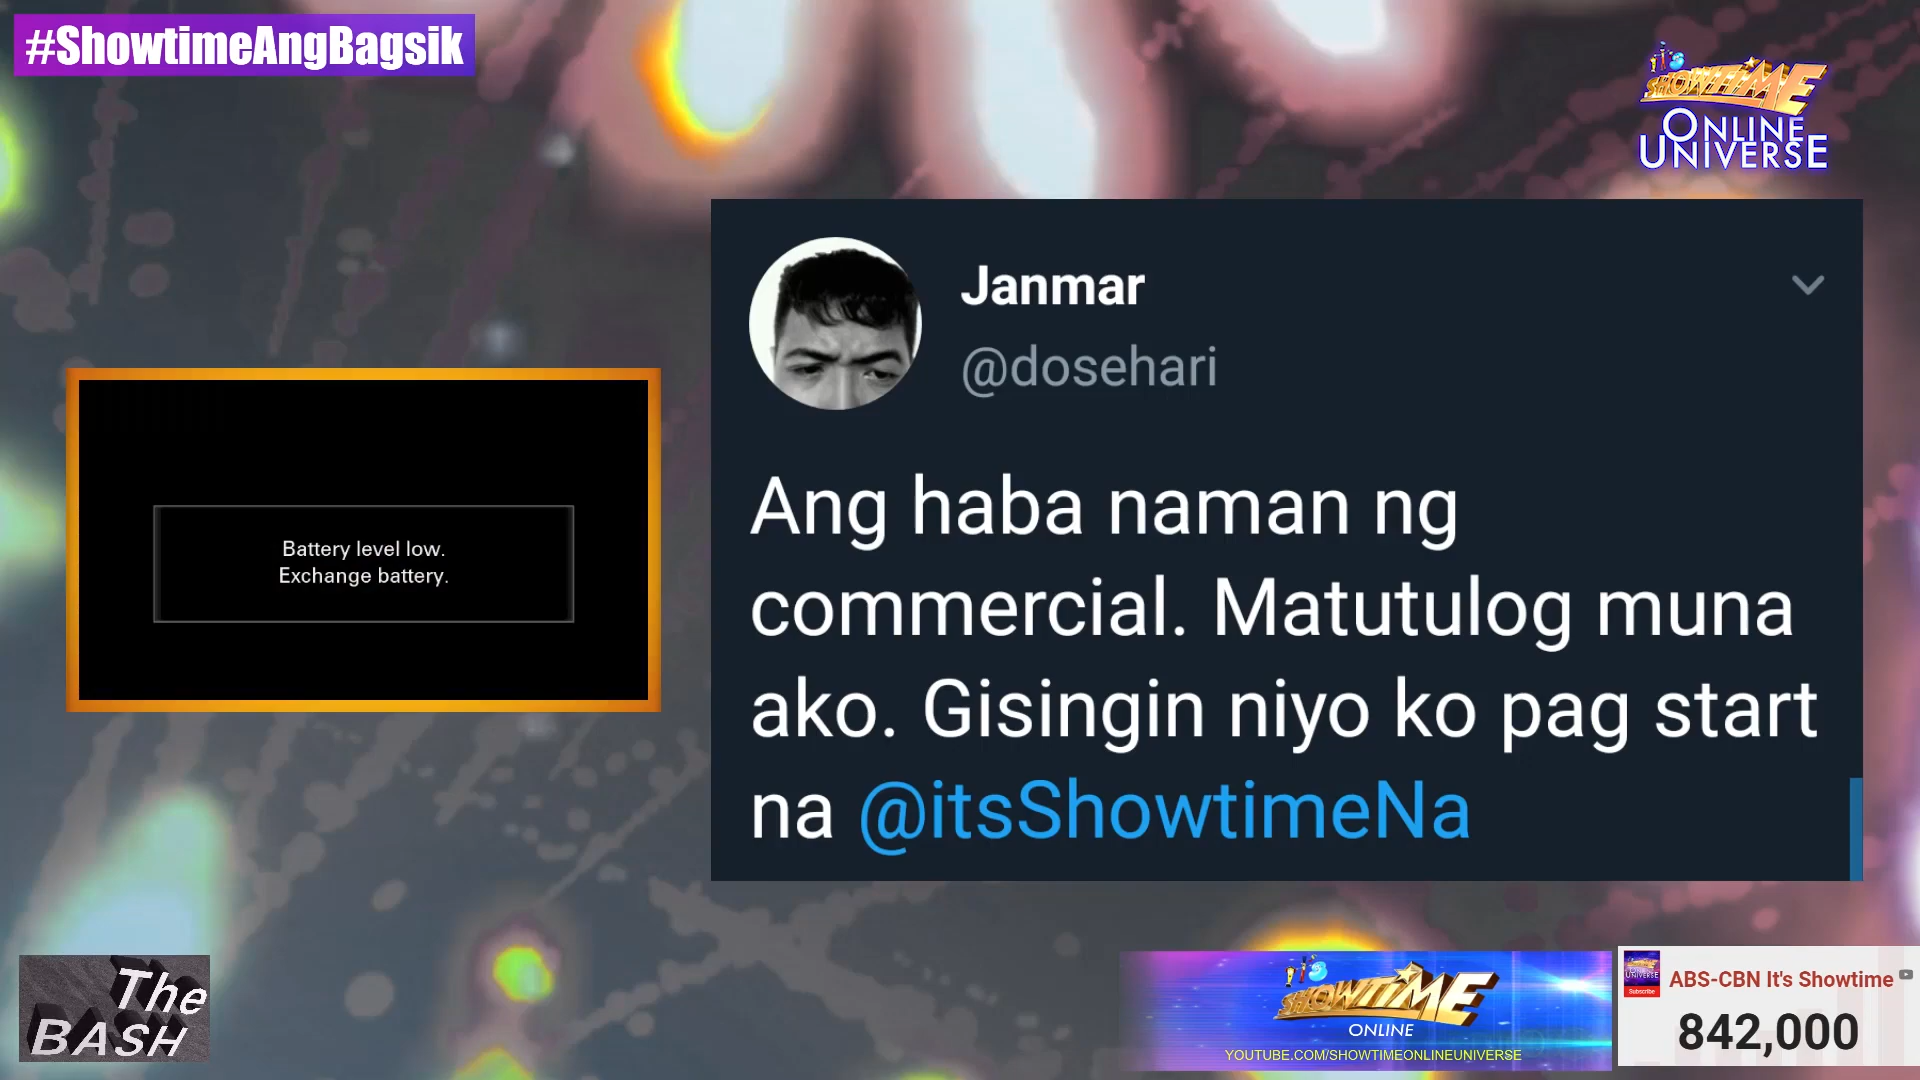 #ShowtimeAngBagsik
It's
SHOWTIME
ONLINE
UNIVERSE
Janmar
@dosehari
Ang haba naman ng
commercial. Matutulog muna
ako. Gisingin niyo ko pag start
na @itsShowtimeNa
Battery level low.
Exchange battery.
The
BASH
It's
SHOWTIME
ONLINE
YOUTUBE.COM/SHOWTIMEONLINEUNIVERSE
UNIVERSE
Subscribe
ABS-CBN It's Showtime
842,000